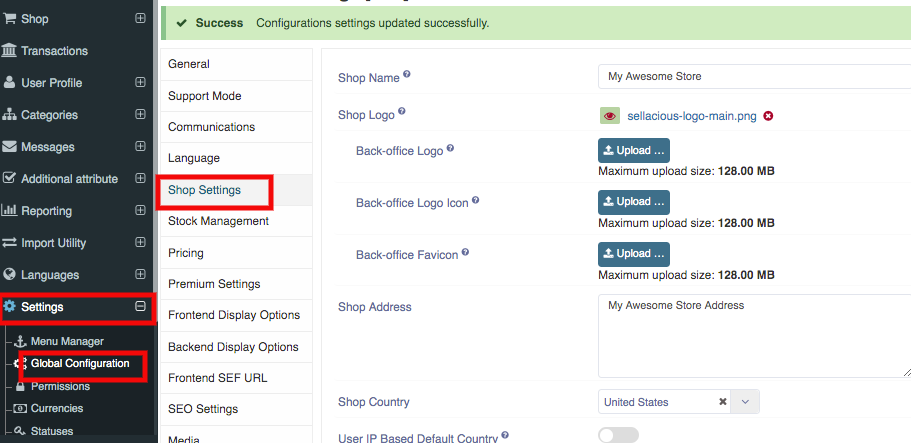 Shop
Transactions
User Profile
Categories
Messages
Additional attribute
Reporting
Import Utility
Languages
Settings
Menu Manager
Global Configuration
Permissions
Currencies
Statuses
Success Configurations settings updated successfully.
General
Support Mode
Communications
Language
Shop Settings
Stock Management
Pricing
Premium Settings
Frontend Display Options
Backend Display Options
Frontend SEF URL
SEO Settings
Media
Shop Name ? My Awesome Store
Shop Logo ? sellacious-logo-main.png
Back-office Logo ? Upload ...
Maximum upload size: 128.00 MB
Back-office Logo Icon ? Upload ...
Maximum upload size: 128.00 MB
Back-office Favicon ? Upload ...
Maximum upload size: 128.00 MB
Shop Address My Awesome Store Address
Shop Country United States
User IP Based Default Country ?